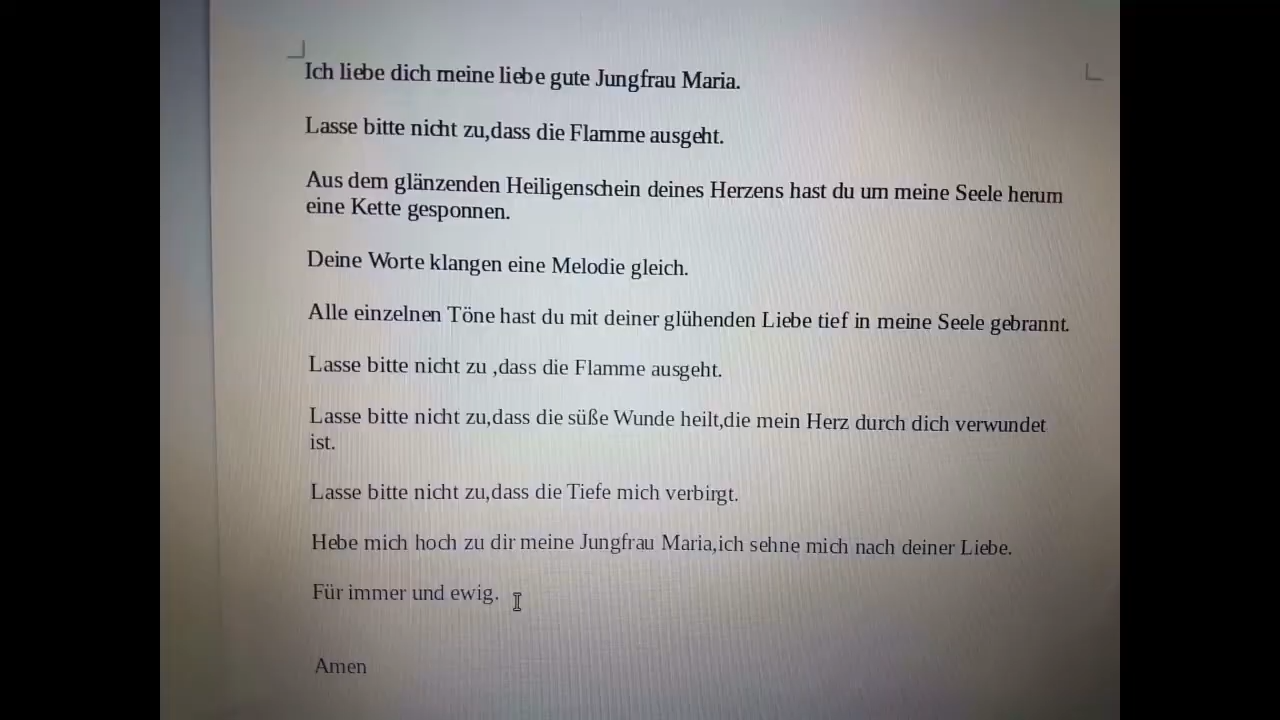 Ich liebe dich meine liebe gute Jungfrau Maria.
Lasse bitte nicht zu,dass die Flamme ausgeht.
Aus dem glänzenden Heiligenschein deines Herzens hast du um meine Seele herum
eine Kette gesponnen.
Deine Worte klangen eine Melodie gleich.
Alle einzelnen Töne hast du mit deiner glühenden Liebe tief in meine Seele gebrannt.
Lasse bitte nicht zu ,dass die Flamme ausgeht.
Lasse bitte nicht zu,dass die süße Wunde heilt,die mein Herz durch dich verwundet
ist.
Lasse bitte nicht zu,dass die Tiefe mich verbirgt.
Hebe mich hoch zu dir meine Jungfrau Maria,ich sehne mich nach deiner Liebe.
Für immer und ewig.
Amen